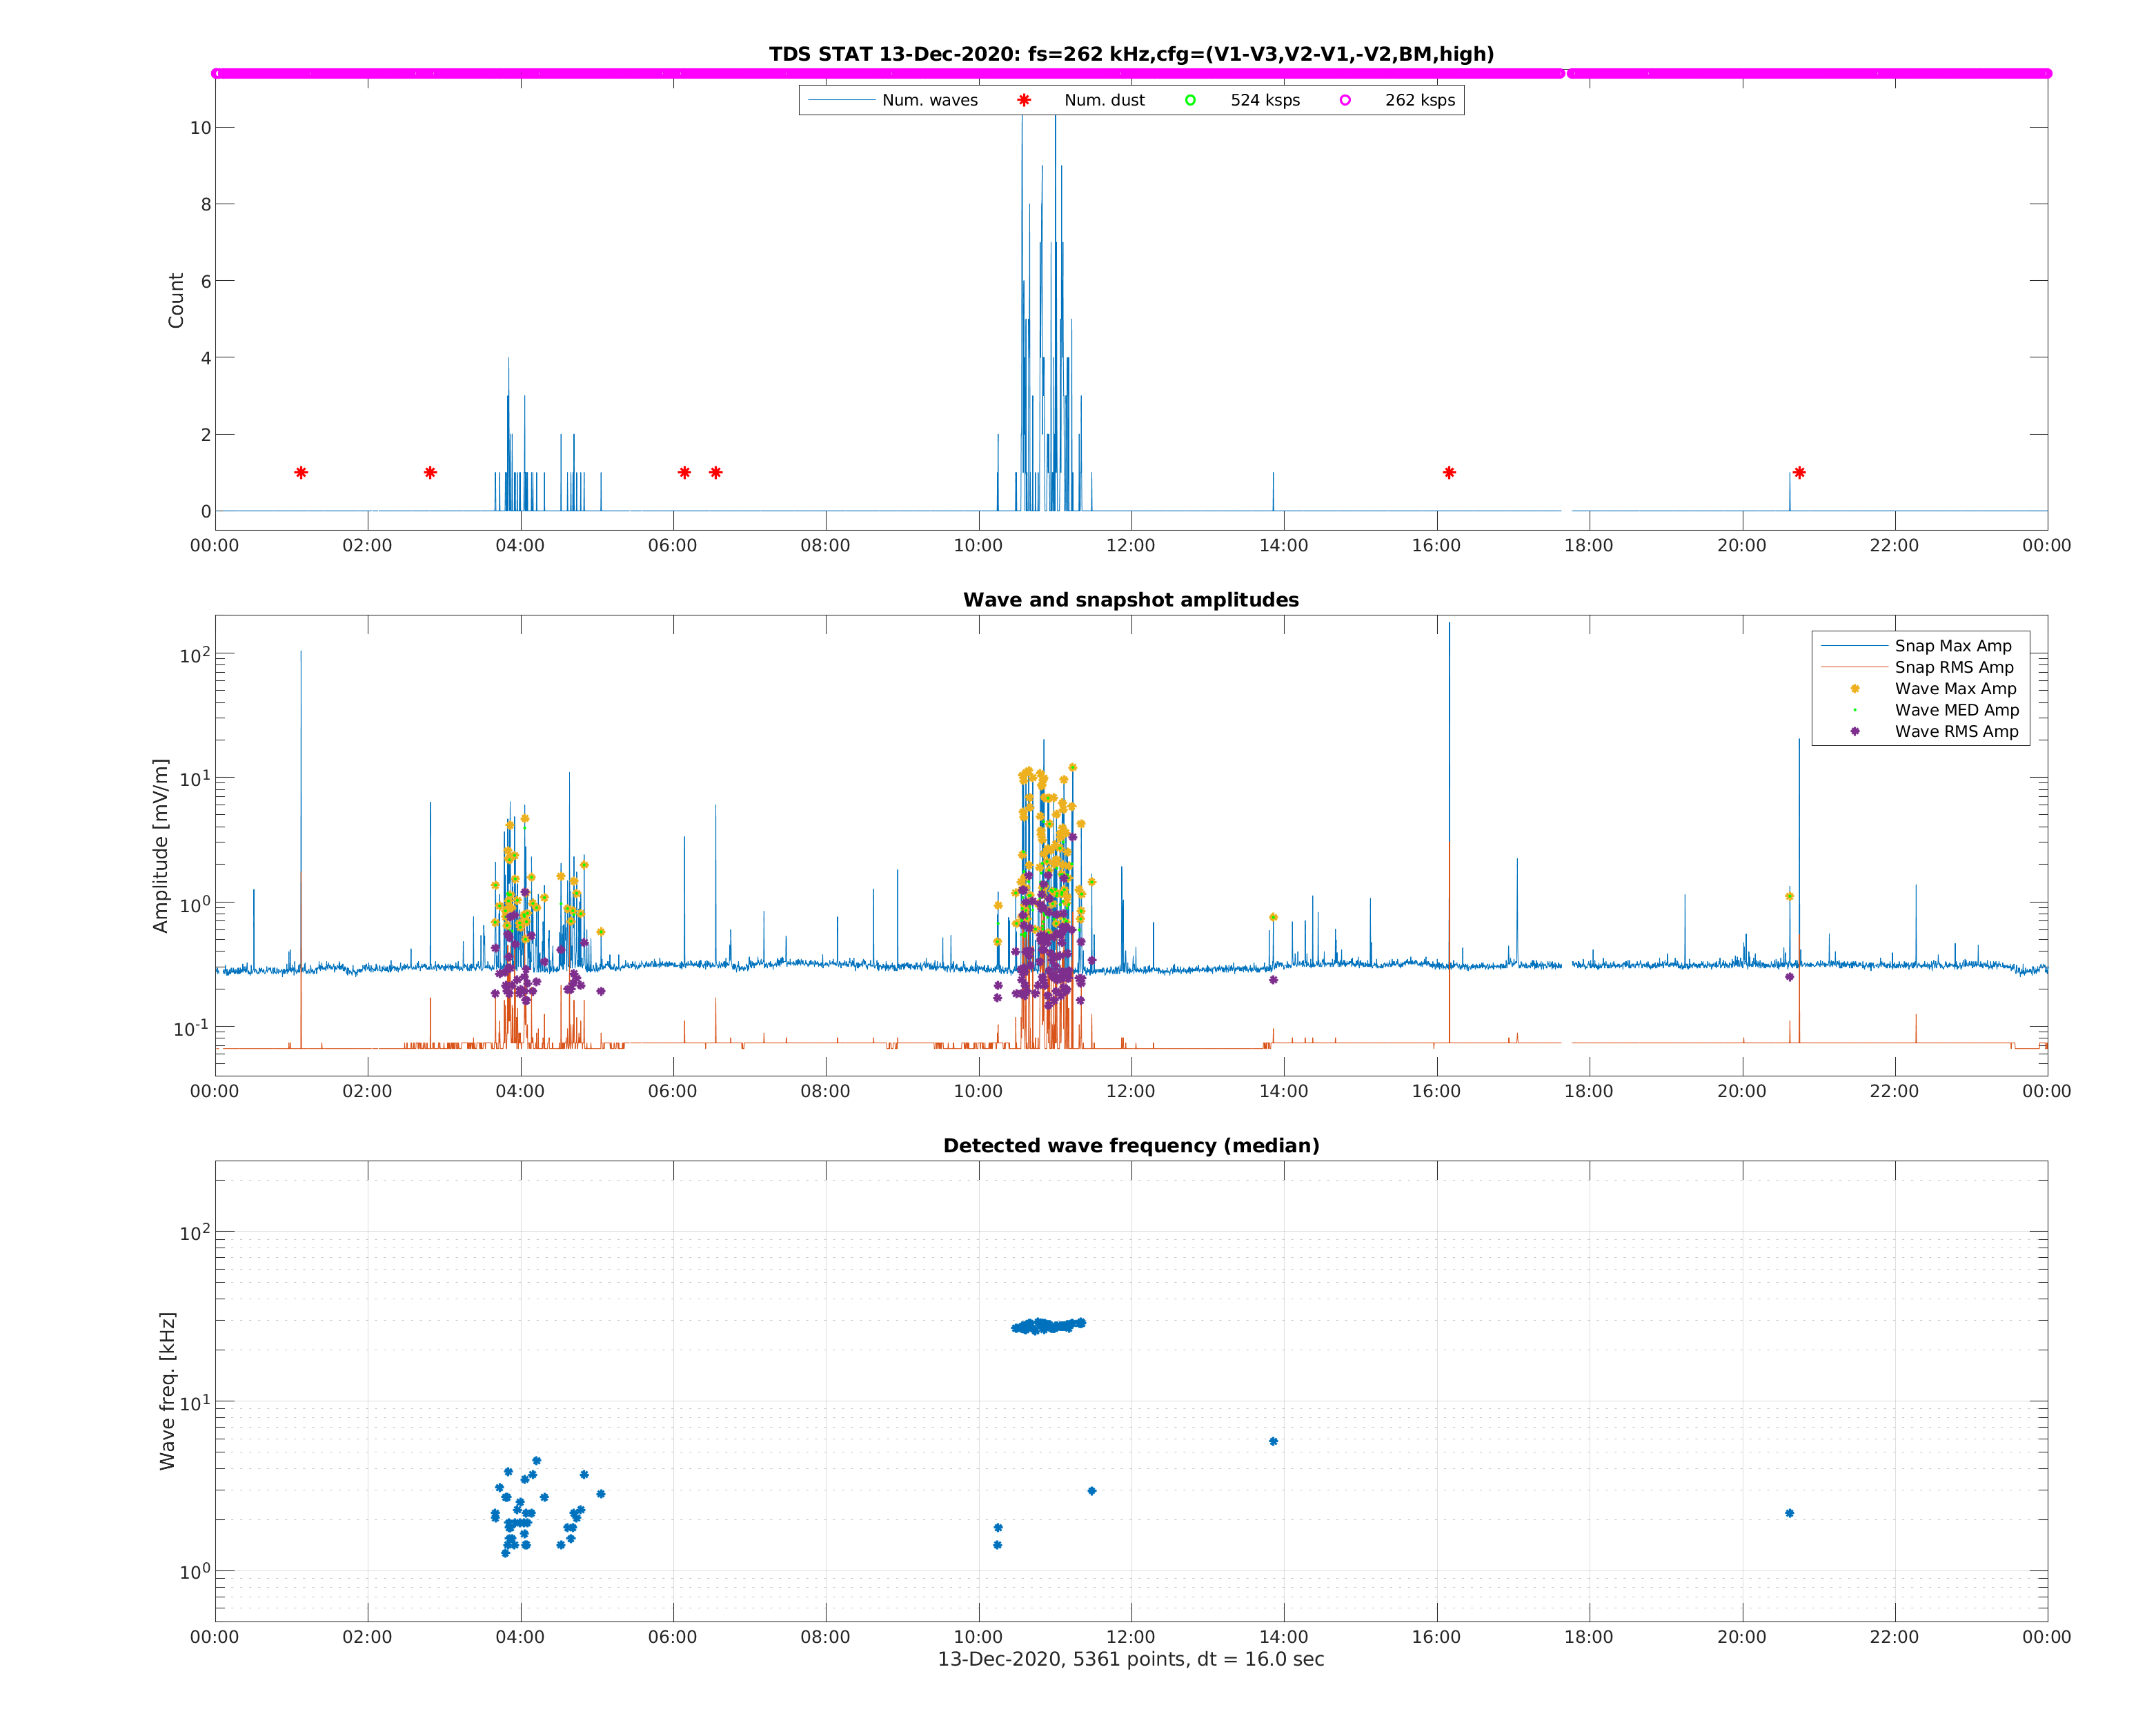 TDS STAT 13-Dec-2020: fs=262 kHz,cfg=(V1-V3,V2-V1,-V2,BM,high)
Num. waves Num. dust 524 ksps 262 ksps
Count
10
8
6
4
2
0
00:00 02:00 04:00 06:00 08:00 10:00 12:00 14:00 16:00 18:00 20:00 22:00 00:00
Wave and snapshot amplitudes
Snap Max Amp
Snap RMS Amp
Wave Max Amp
Wave MED Amp
Wave RMS Amp
Amplitude [mV/m]
10^2
10^1
10^0
10^-1
00:00 02:00 04:00 06:00 08:00 10:00 12:00 14:00 16:00 18:00 20:00 22:00 00:00
Detected wave frequency (median)
Wave freq. [kHz]
10^2
10^1
10^0
00:00 02:00 04:00 06:00 08:00 10:00 12:00 14:00 16:00 18:00 20:00 22:00 00:00
13-Dec-2020, 5361 points, dt = 16.0 sec